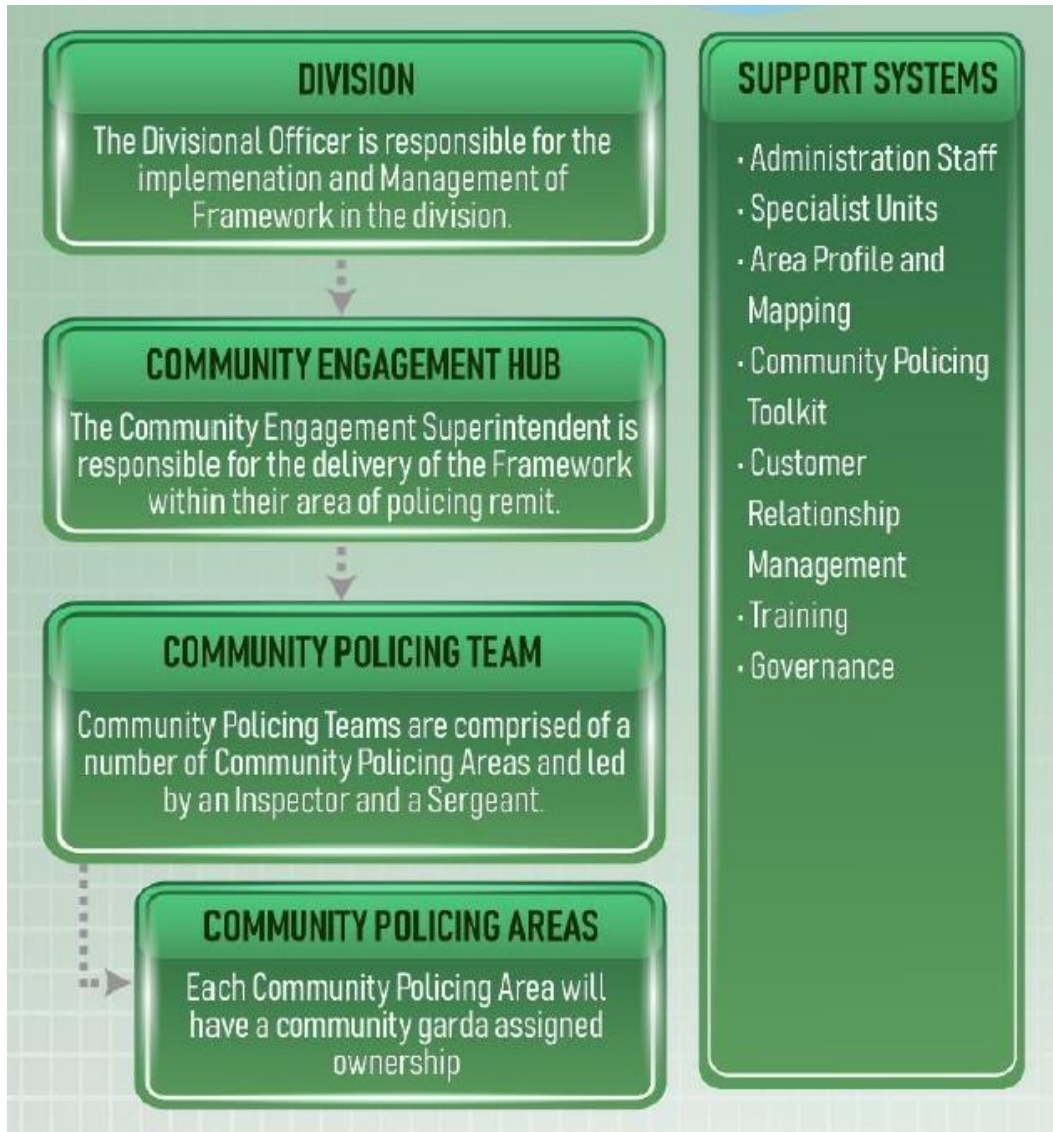 DIVISION
The Divisional Officer is responsible for the
implemenation and Management of
Framework in the division.
COMMUNITY ENGAGEMENT HUB
The Community Engagement Superintendent is
responsible for the delivery of the Framework
within their area of policing remit.
COMMUNITY POLICING TEAM
Community Policing Teams are comprised of a
number of Community Policing Areas and led
by an Inspector and a Sergeant.
COMMUNITY POLICING AREAS
Each Community Policing Area will
have a community garda assigned
ownership
SUPPORT SYSTEMS
· Administration Staff
· Specialist Units
· Area Profile and
Mapping
· Community Policing
Toolkit
· Customer
Relationship
Management
· Training
· Governance